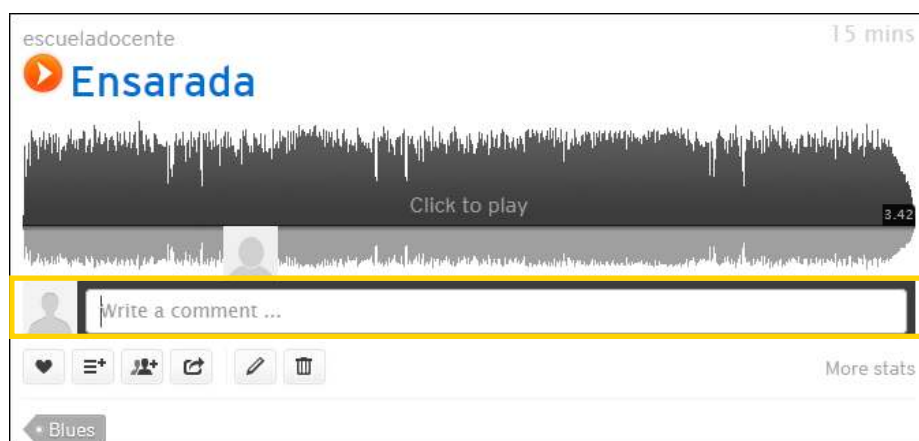 escueladocente
15 mins
Ensarada
Click to play
3.42
Write a comment ...
More stats
Blues